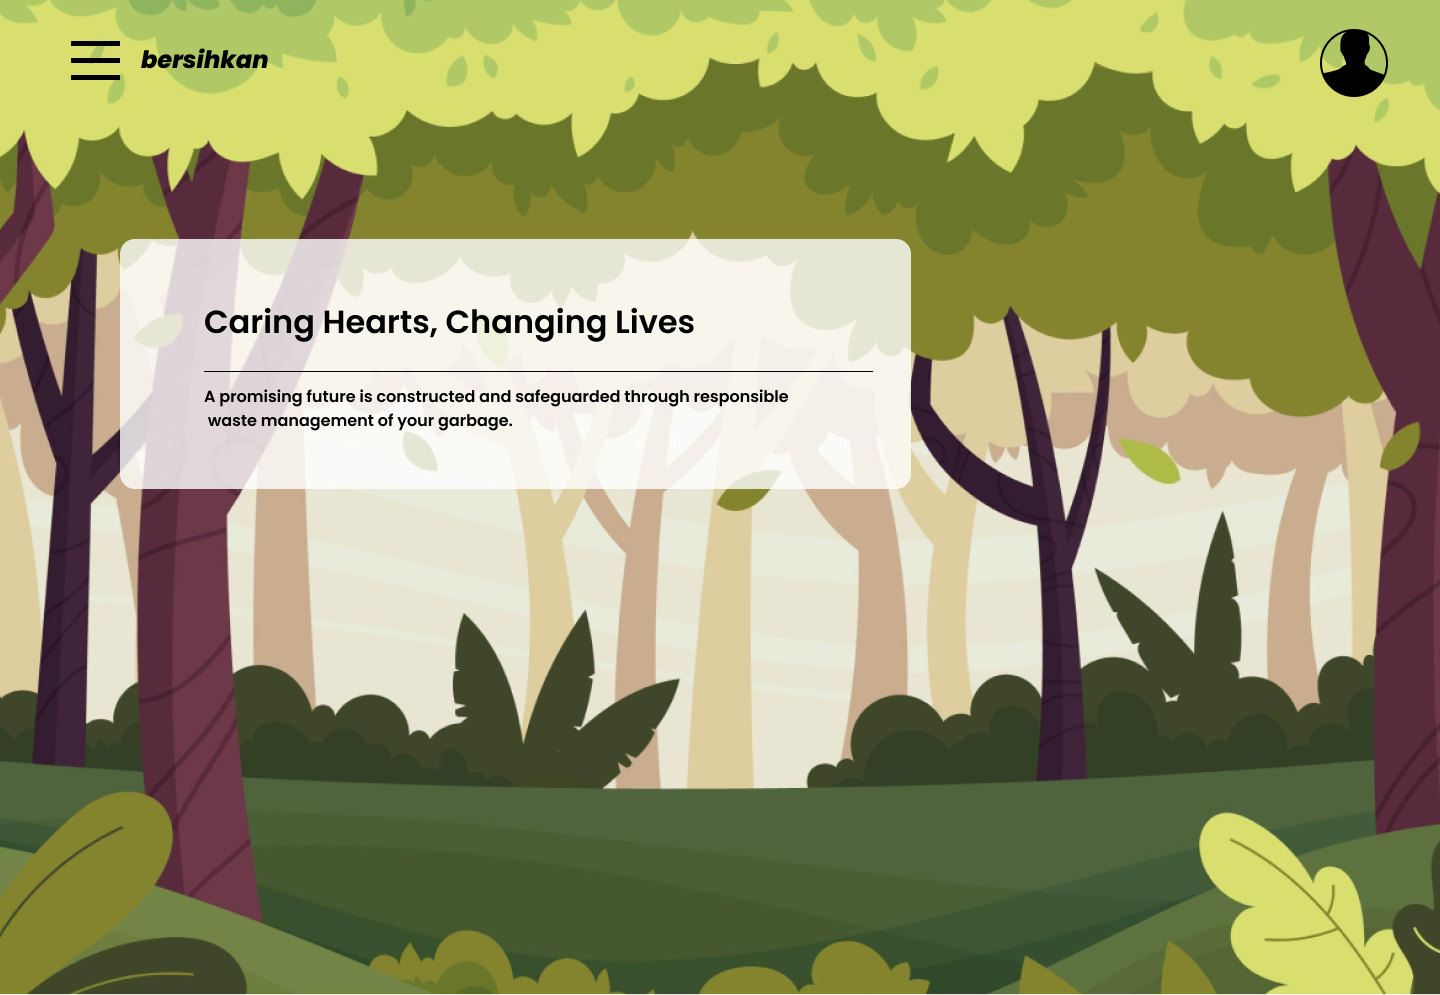 bersihkan
Caring Hearts, Changing Lives
A promising future is constructed and safeguarded through responsible
waste management of your garbage.